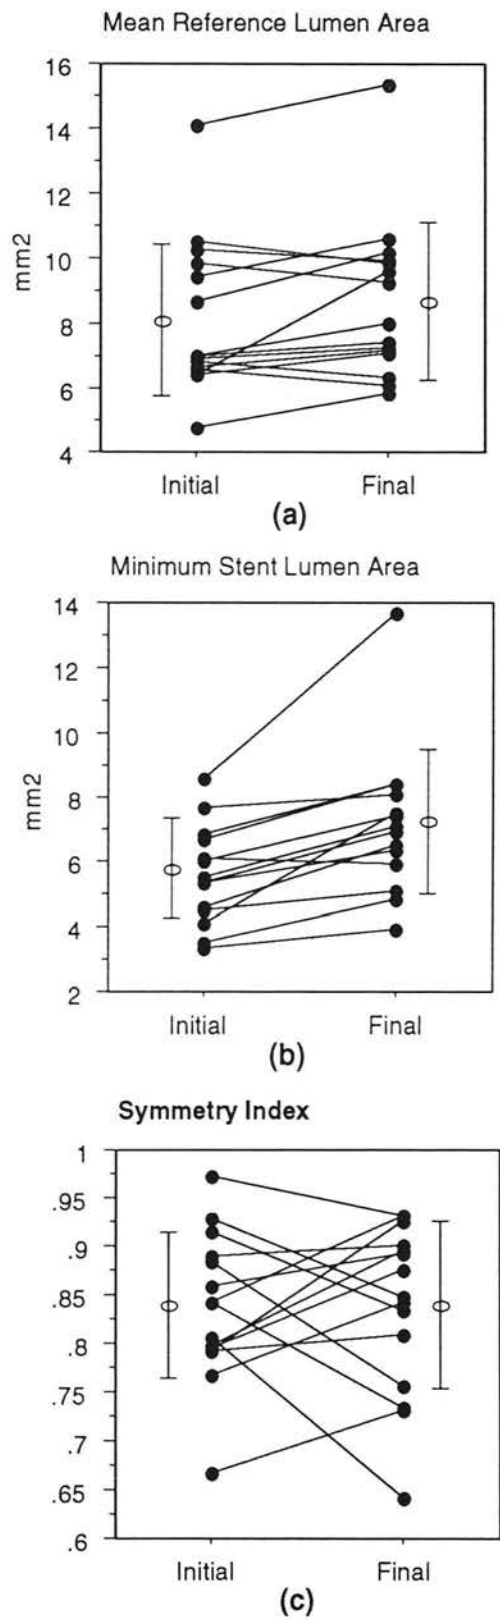 Mean Reference Lumen Area
16
14
12
10
8
6
4
mm2
Initial Final
(a)
Minimum Stent Lumen Area
14
12
10
8
6
4
2
mm2
Initial Final
(b)
Symmetry Index
1
.95
.9
.85
.8
.75
.7
.65
.6
Initial Final
(c)